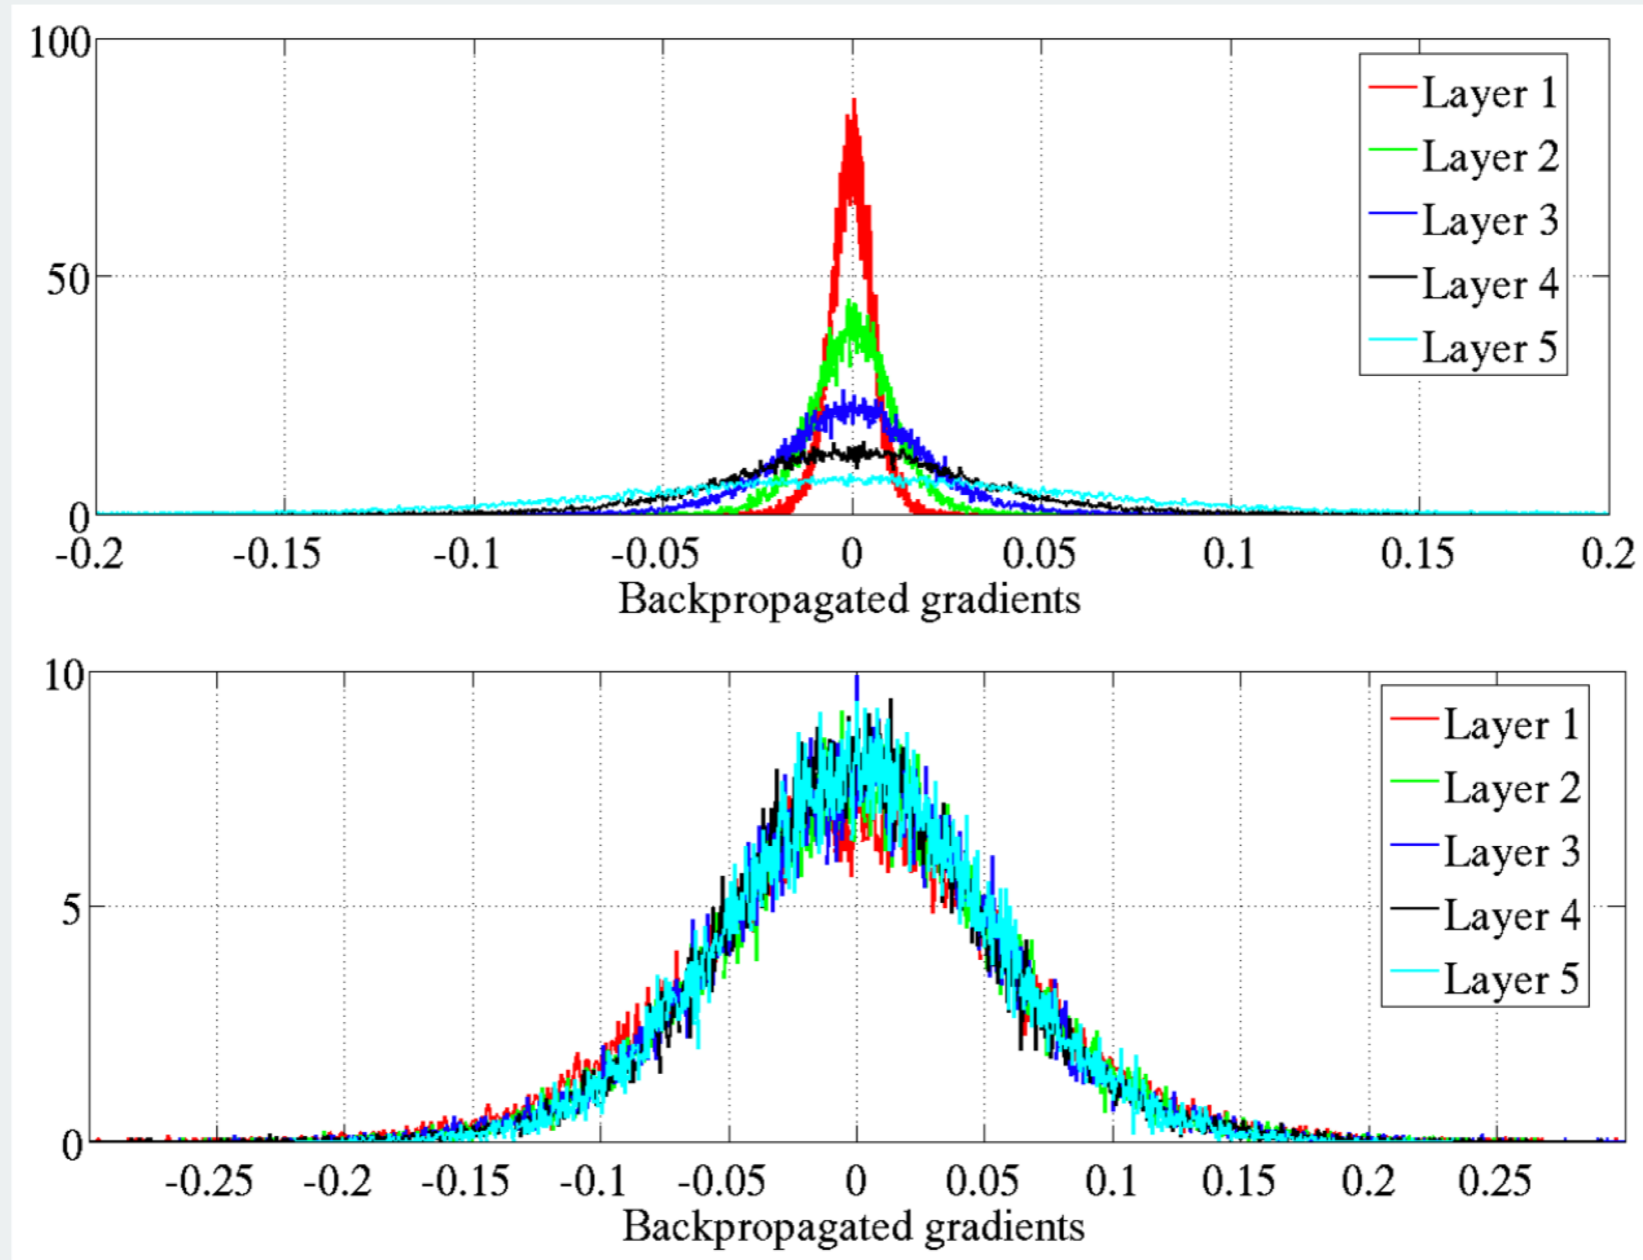 100
50
0
-0.2 -0.15 -0.1 -0.05 0 0.05 0.1 0.15 0.2
Backpropagated gradients
Layer 1
Layer 2
Layer 3
Layer 4
Layer 5
10
5
0
-0.25 -0.2 -0.15 -0.1 -0.05 0 0.05 0.1 0.15 0.2 0.25
Backpropagated gradients
Layer 1
Layer 2
Layer 3
Layer 4
Layer 5